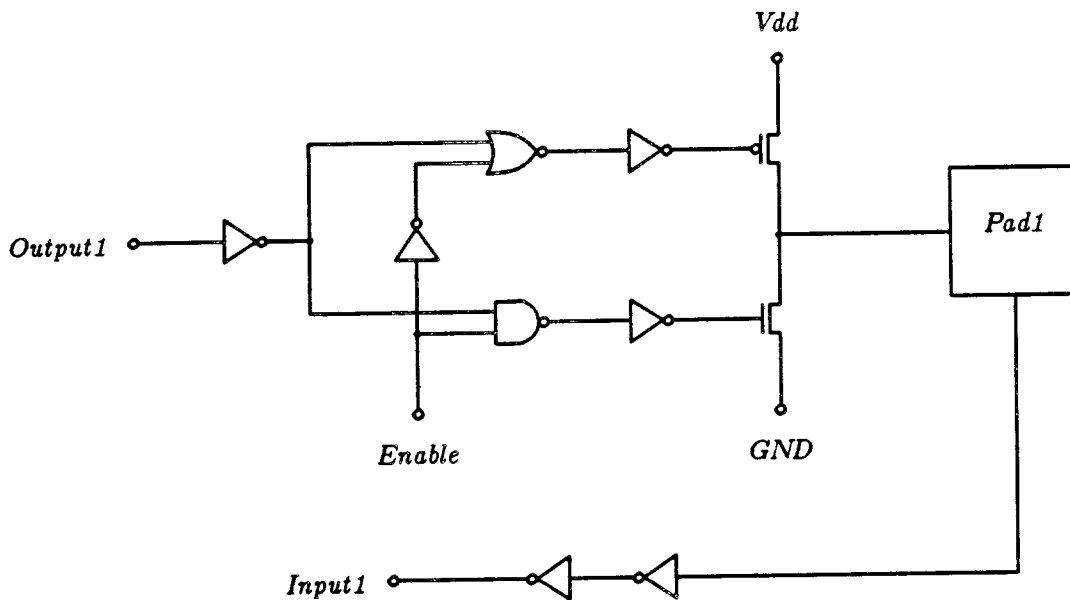 Vdd
Pad1
Output1
Enable
GND
Input1